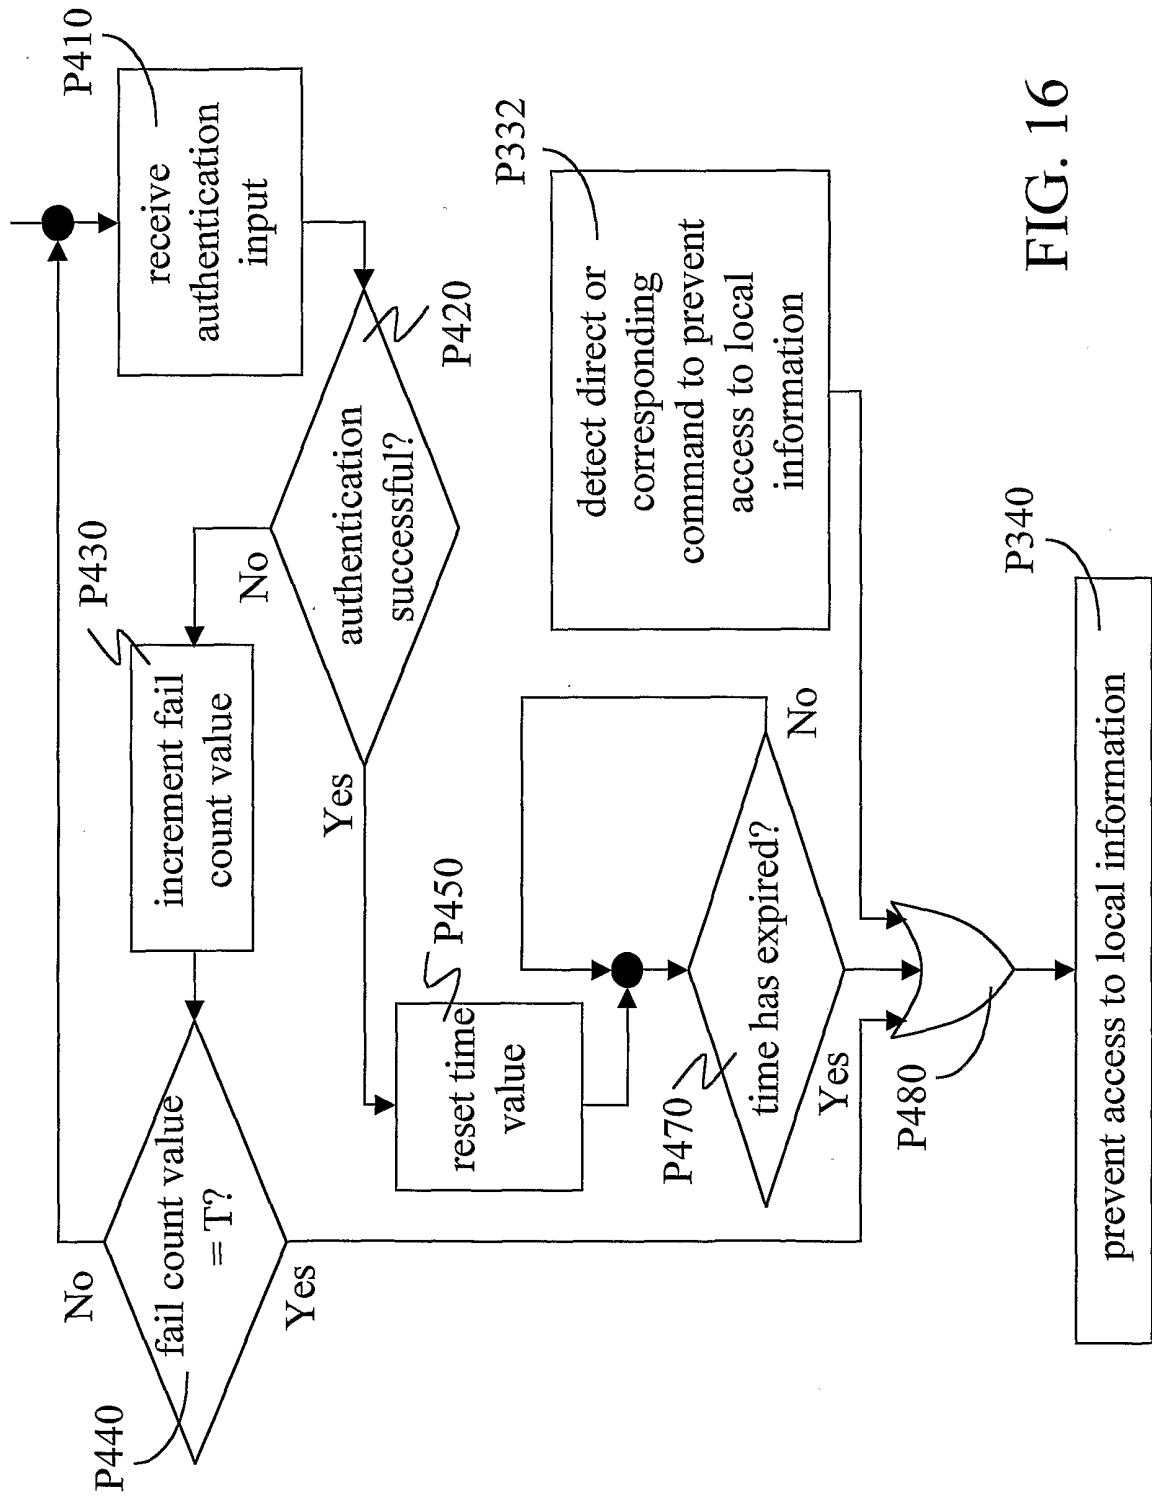 P410
receive
authentication
input
P420
authentication
successful?
No
Yes
P430
increment fail
count value
P440
fail count value
= T?
No
Yes
P450
reset time
value
P470
time has expired?
No
Yes
P332
detect direct or
corresponding
command to prevent
access to local
information
P480
P340
prevent access to local information
FIG. 16